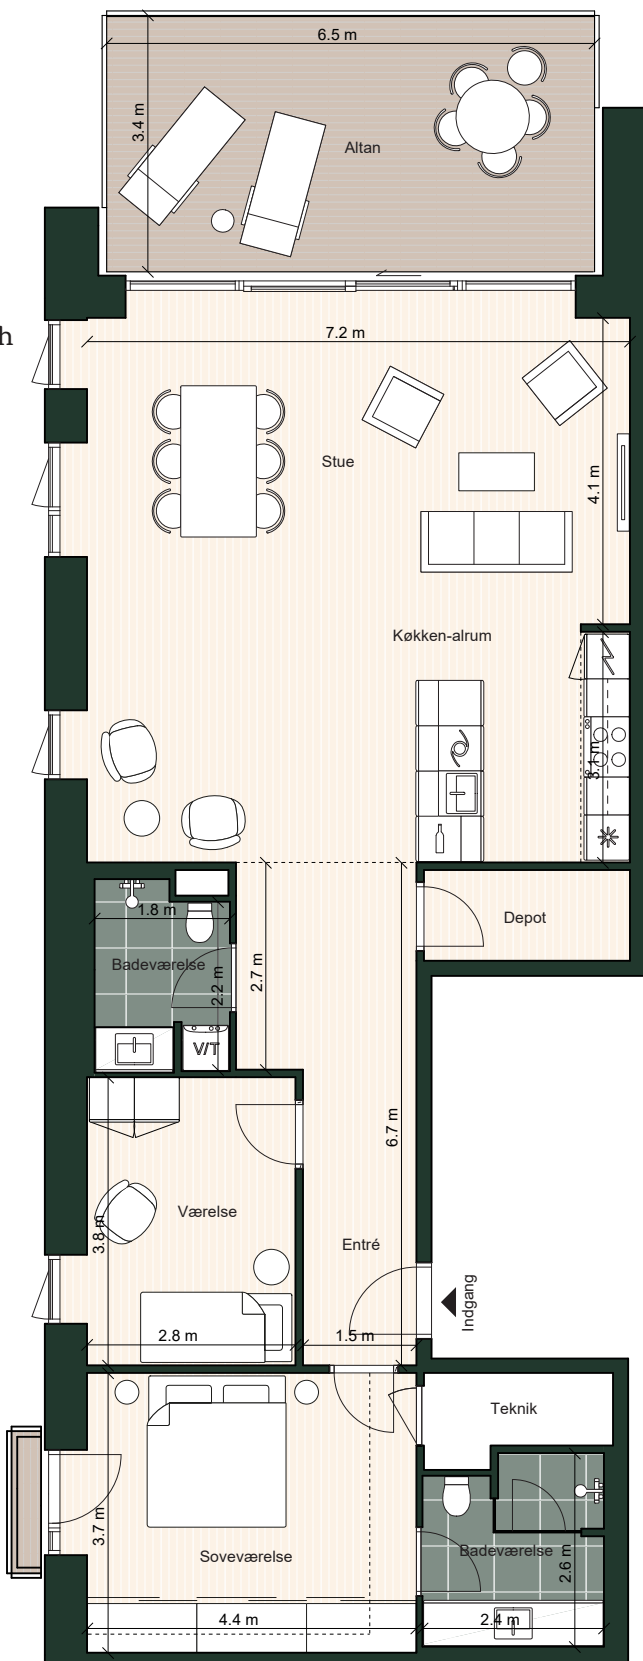 6.5 m
3.4 m
Altan
h
7.2 m
Stue
4.1 m
Køkken-alrum
3.1 m
1.8 m
Depot
Badeværelse
2.2 m
2.7 m
V/T
6.7 m
Værelse
3.8 m
Entré
Indgang
2.8 m
1.5 m
Teknik
3.7 m
Soveværelse
Badeværelse
2.6 m
4.4 m
2.4 m